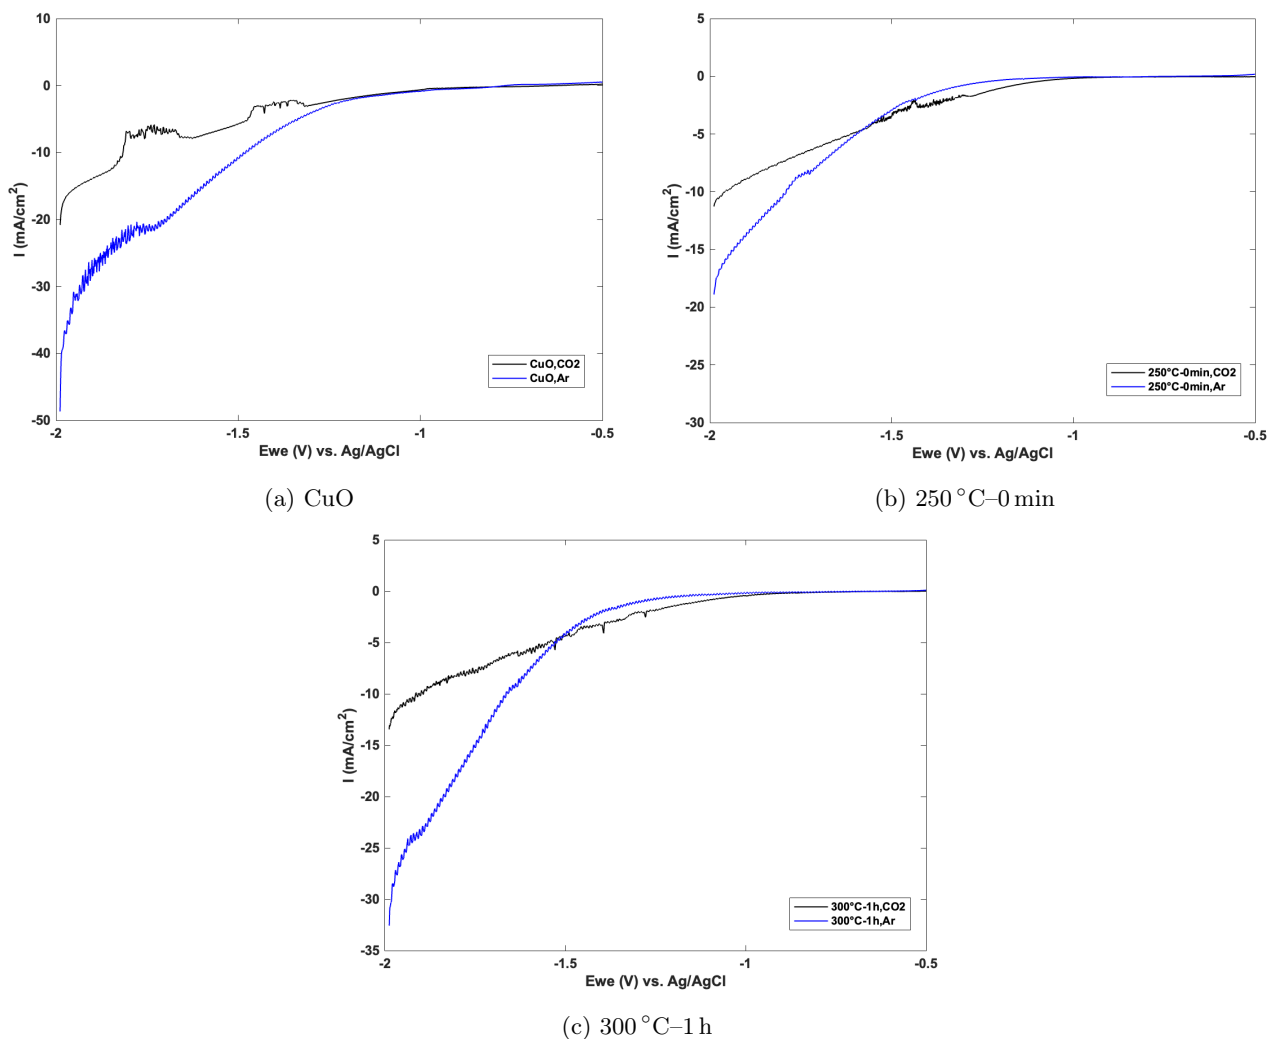 10
0
-10
-20
-30
-40
-50
-2
-1.5
-1
-0.5
I (mA/cm²)
Ewe (V) vs. Ag/AgCl
CuO,CO2
CuO,Ar
(a) CuO
5
0
-5
-10
-15
-20
-25
-30
-2
-1.5
-1
-0.5
I (mA/cm²)
Ewe (V) vs. Ag/AgCl
250°C-0min,CO2
250°C-0min,Ar
(b) 250 °C–0 min
5
0
-5
-10
-15
-20
-25
-30
-35
-2
-1.5
-1
-0.5
I (mA/cm²)
Ewe (V) vs. Ag/AgCl
300°C-1h,CO2
300°C-1h,Ar
(c) 300 °C–1 h